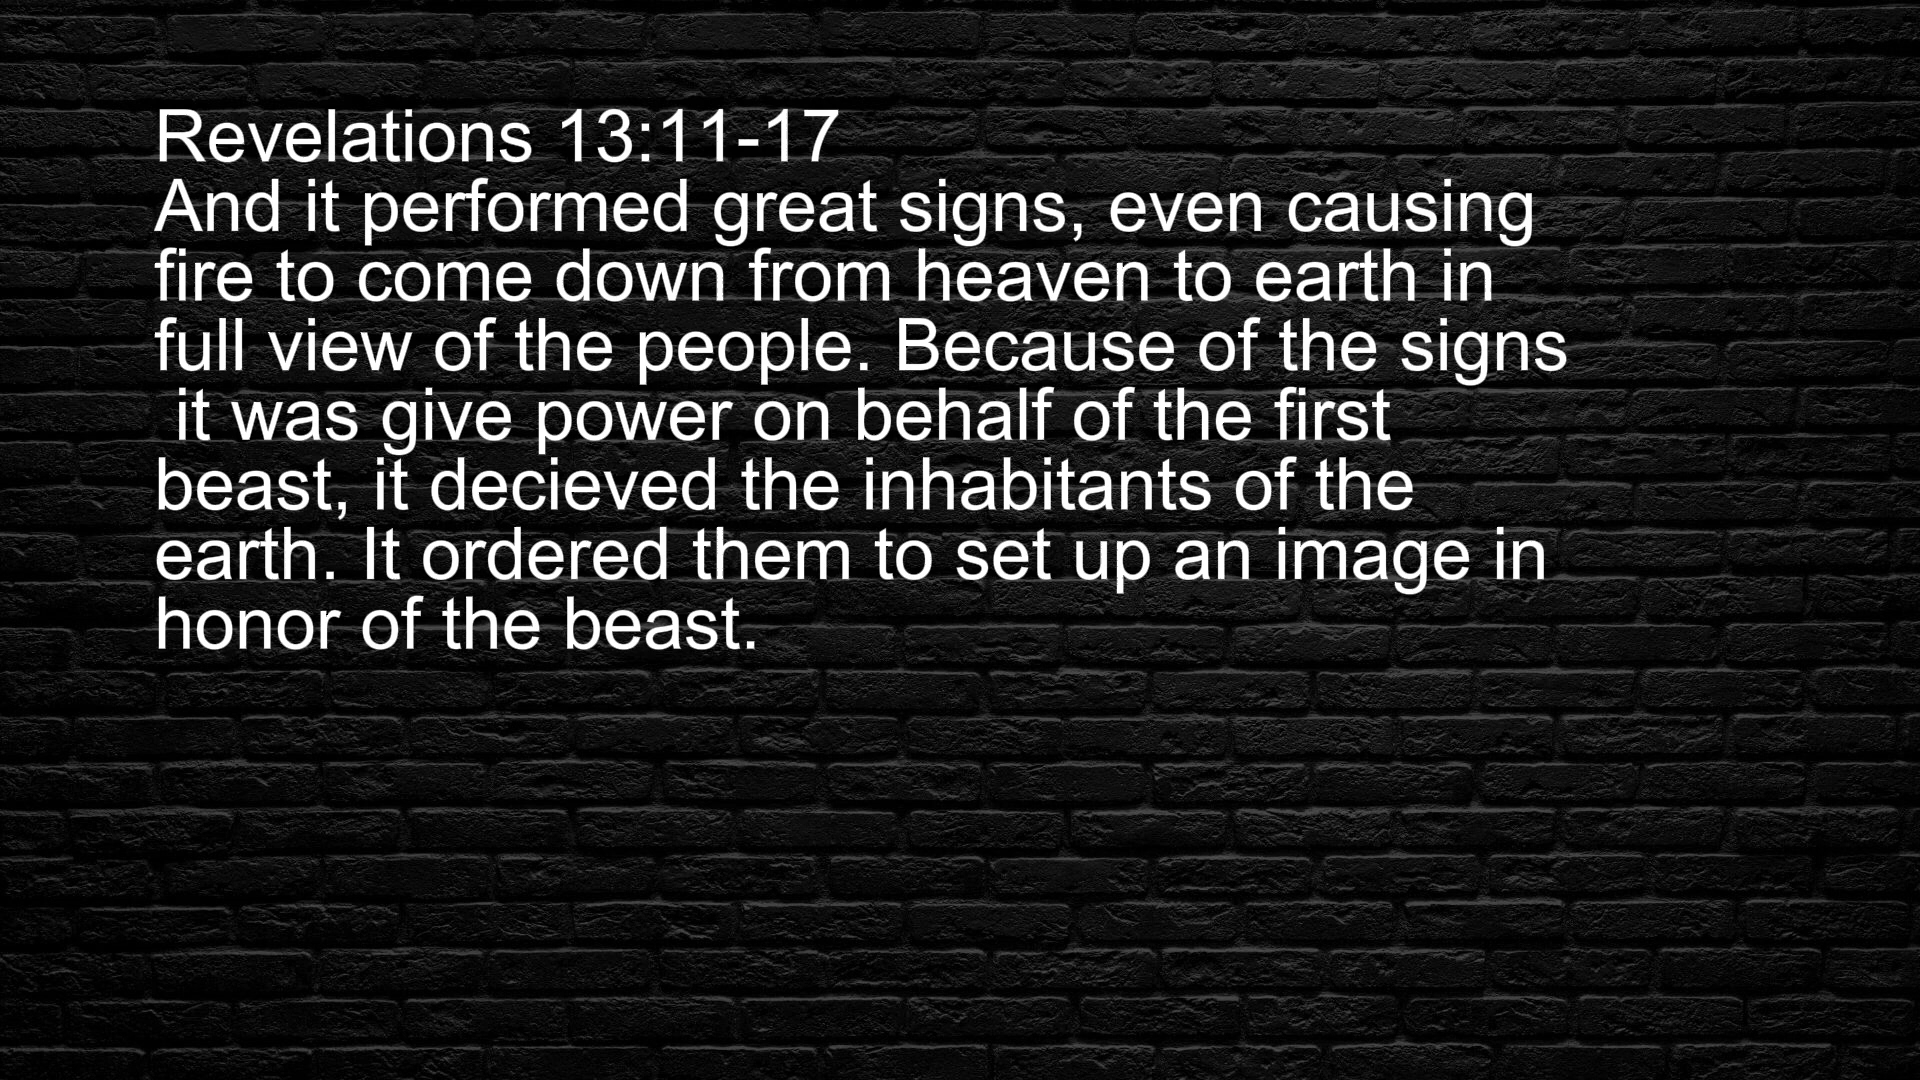 Revelations 13:11-17
And it performed great signs, even causing
fire to come down from heaven to earth in
full view of the people. Because of the signs
it was give power on behalf of the first
beast, it decieved the inhabitants of the
earth. It ordered them to set up an image in
honor of the beast.